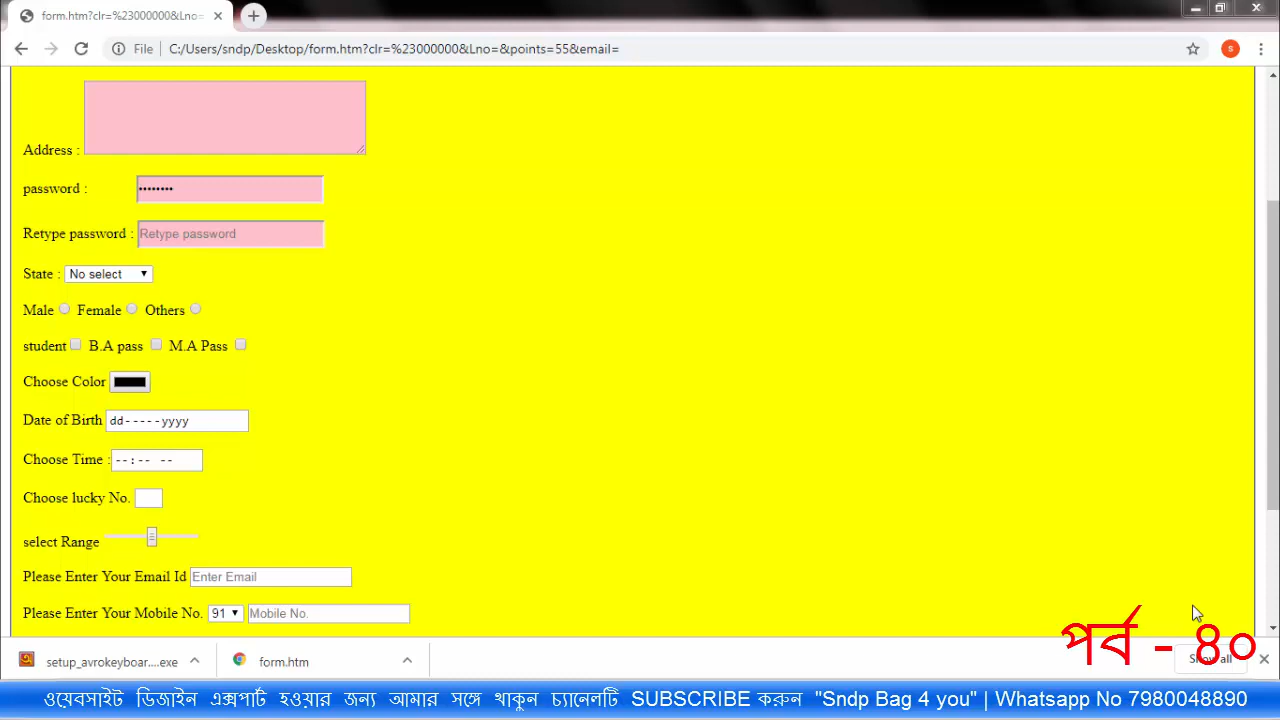 form.htm?clr=%23000000&Lno=
File C:/Users/sndp/Desktop/form.htm?clr=%23000000&Lno=&points=55&email=
Address :
password : ••••••••
Retype password : Retype password
State : No select
Male Female Others
student B.A pass M.A Pass
Choose Color
Date of Birth dd-----yyyy
Choose Time : --:-- --
Choose lucky No.
select Range
Please Enter Your Email Id Enter Email
Please Enter Your Mobile No. 91 Mobile No.
পর্ব - ৪০
setup_avrokeyboar....exe form.htm Show all
ওযেবসাইট ডিজাইন এক্সপার্ট হওয়ার জন্য আমার সঙ্গে থাকুন চ্যানেলটি SUBSCRIBE করুন "Sndp Bag 4 you" | Whatsapp No 7980048890